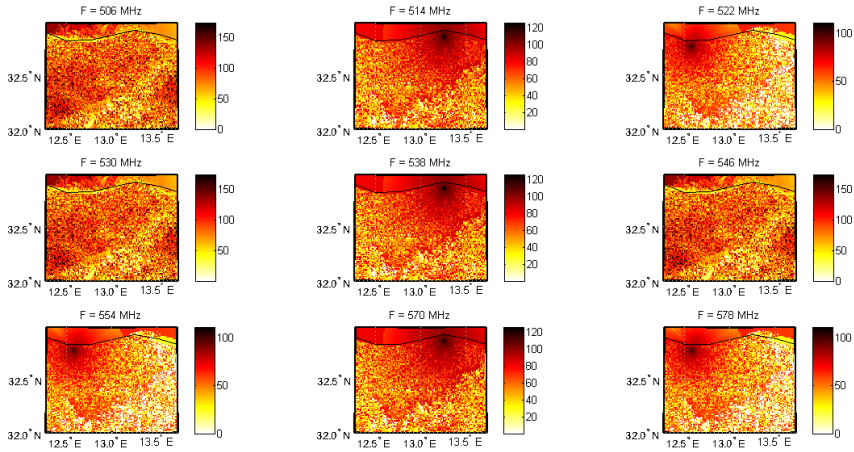 F = 506 MHz
32.5° N
32.0° N
12.5° E
13.0° E
13.5° E
150
100
50
0
F = 514 MHz
32.5° N
32.0° N
12.5° E
13.0° E
13.5° E
120
100
80
60
40
20
F = 522 MHz
32.5° N
32.0° N
12.5° E
13.0° E
13.5° E
100
50
0
F = 530 MHz
32.5° N
32.0° N
12.5° E
13.0° E
13.5° E
150
100
50
F = 538 MHz
32.5° N
32.0° N
12.5° E
13.0° E
13.5° E
120
100
80
60
40
20
F = 546 MHz
32.5° N
32.0° N
12.5° E
13.0° E
13.5° E
150
100
50
0
F = 554 MHz
32.5° N
32.0° N
12.5° E
13.0° E
13.5° E
100
50
0
F = 570 MHz
32.5° N
32.0° N
12.5° E
13.0° E
13.5° E
120
100
80
60
40
20
F = 578 MHz
32.5° N
32.0° N
12.5° E
13.0° E
13.5° E
100
50
0